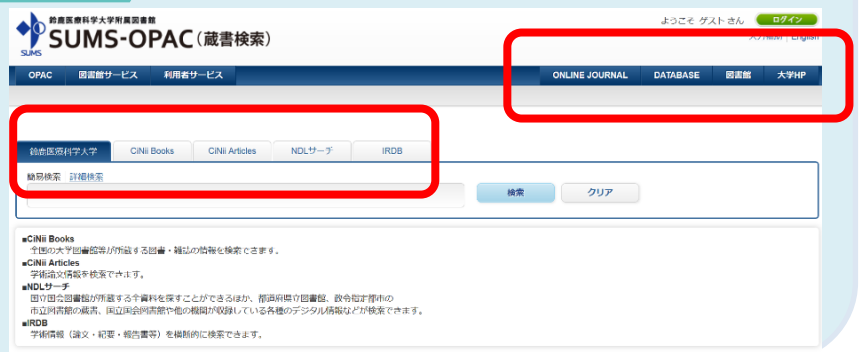 鈴鹿医療科学大学附属図書館
SUMS-OPAC(蔵書検索)
SUMS
ようこそ ゲスト さん ログイン
English
OPAC 図書館サービス 利用者サービス ONLINE JOURNAL DATABASE 図書館 大学HP
鈴鹿医療科学大学 CiNii Books CiNii Articles NDLサーチ IRDB
簡易検索 詳細検索
検索 クリア
■CiNii Books
全国の大学図書館等が所蔵する図書・雑誌の情報を検索できます。
■CiNii Articles
学術論文情報を検索できます。
■NDLサーチ
国立国会図書館が所蔵する全資料を探すことができるほか、都道府県立図書館、政令指定都市の
市立図書館の蔵書、国立国会図書館や他の機関が収録している各種のデジタル情報などが検索できます。
■IRDB
学術情報（論文・紀要・報告書等）を横断的に検索できます。